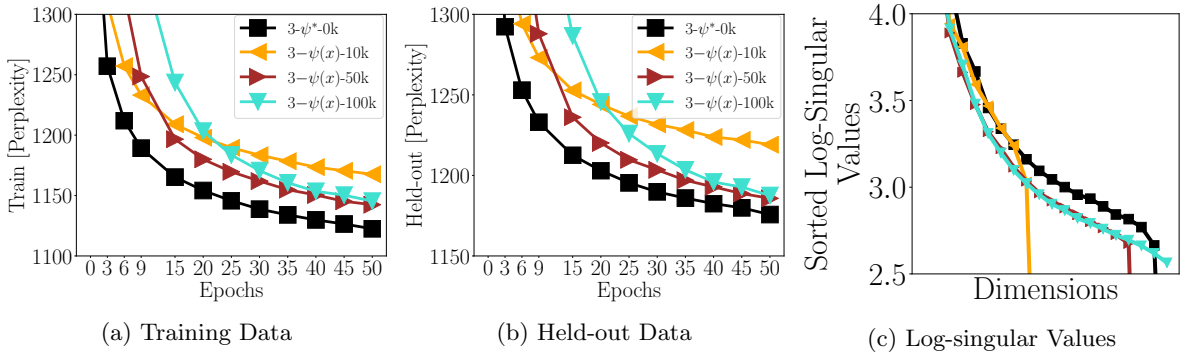 1300
1250
1200
1150
1100
Train [Perplexity]
0 3 6 9 15 20 25 30 35 40 45 50
Epochs
3-ψ*-0k
3−ψ(x)-10k
3−ψ(x)-50k
3−ψ(x)-100k
(a) Training Data
1300
1250
1200
1150
Held-out [Perplexity]
0 3 6 9 15 20 25 30 35 40 45 50
Epochs
3-ψ*-0k
3−ψ(x)-10k
3−ψ(x)-50k
3−ψ(x)-100k
(b) Held-out Data
4.0
3.5
3.0
2.5
Sorted Log-Singular
Values
Dimensions
(c) Log-singular Values